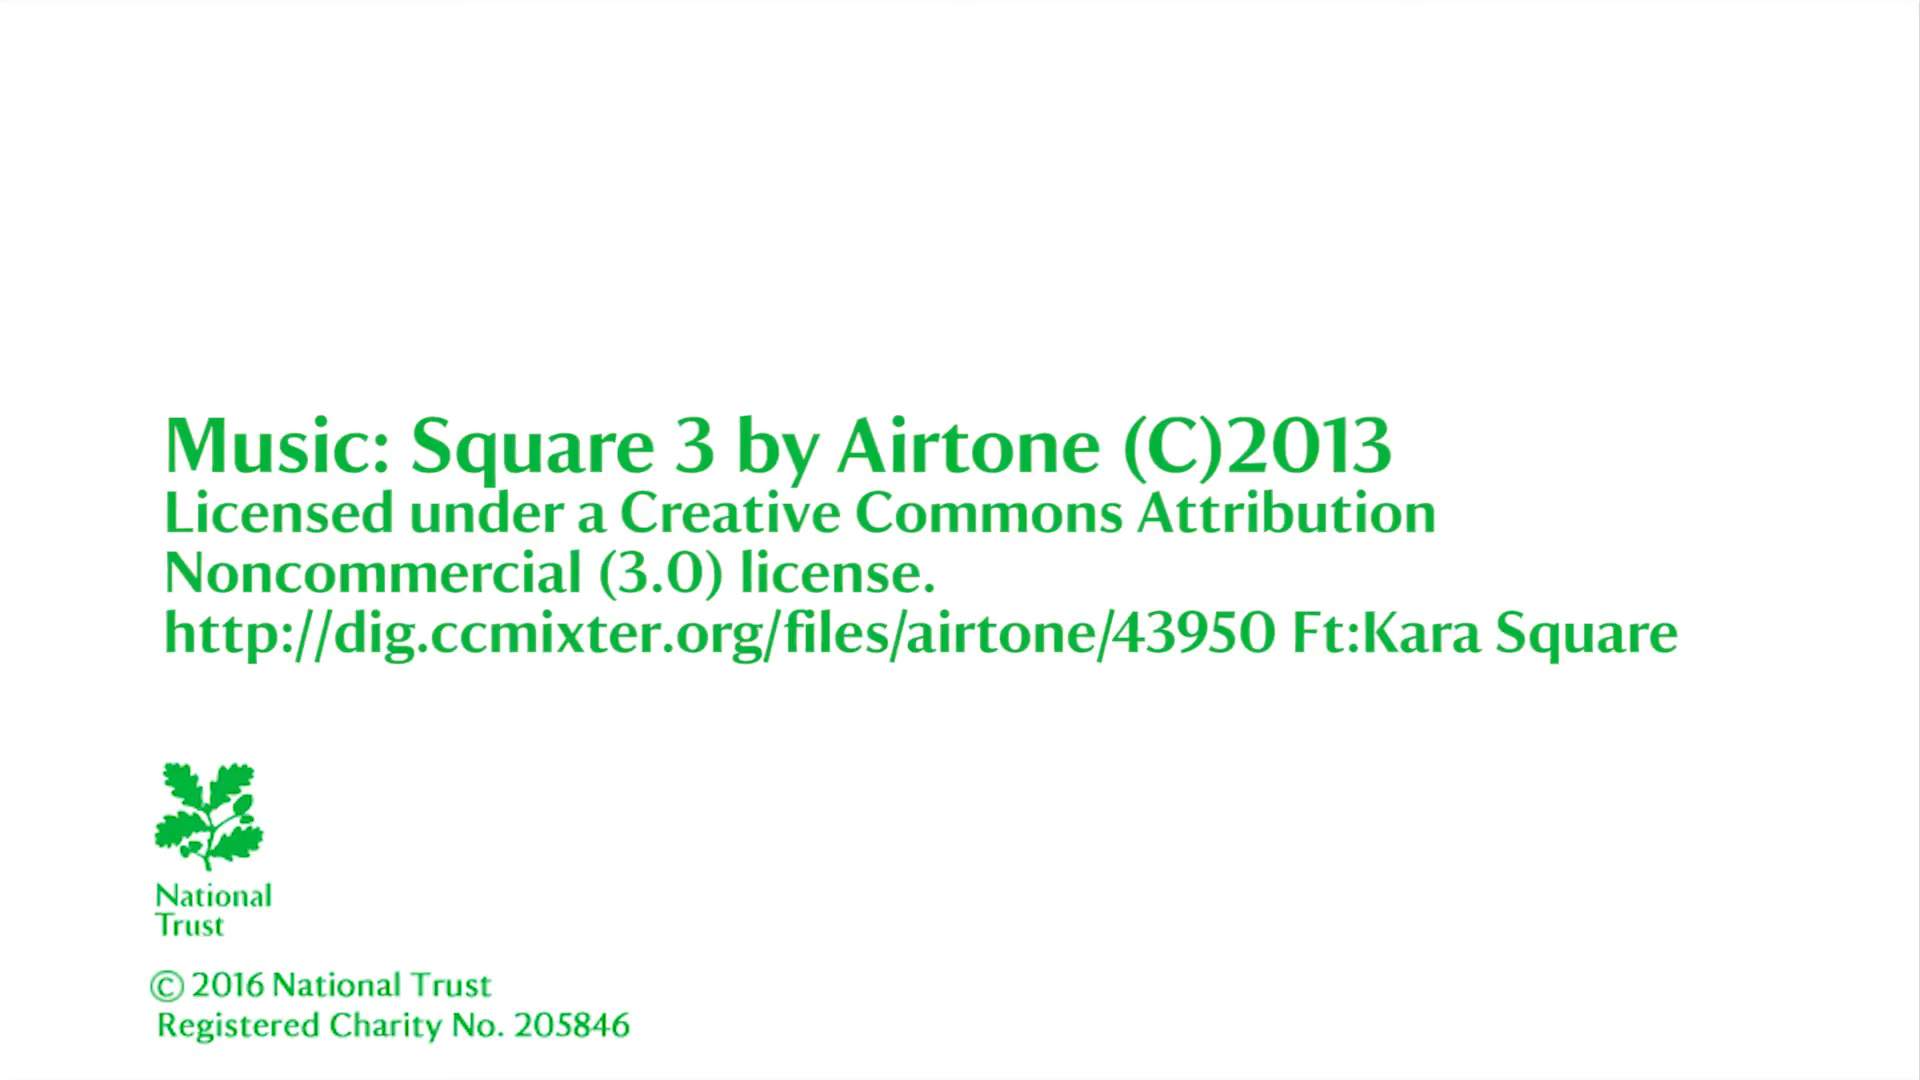 Music: Square 3 by Airtone (C)2013
Licensed under a Creative Commons Attribution
Noncommercial (3.0) license.
http://dig.ccmixter.org/files/airtone/43950 Ft:Kara Square
National
Trust
© 2016 National Trust
Registered Charity No. 205846